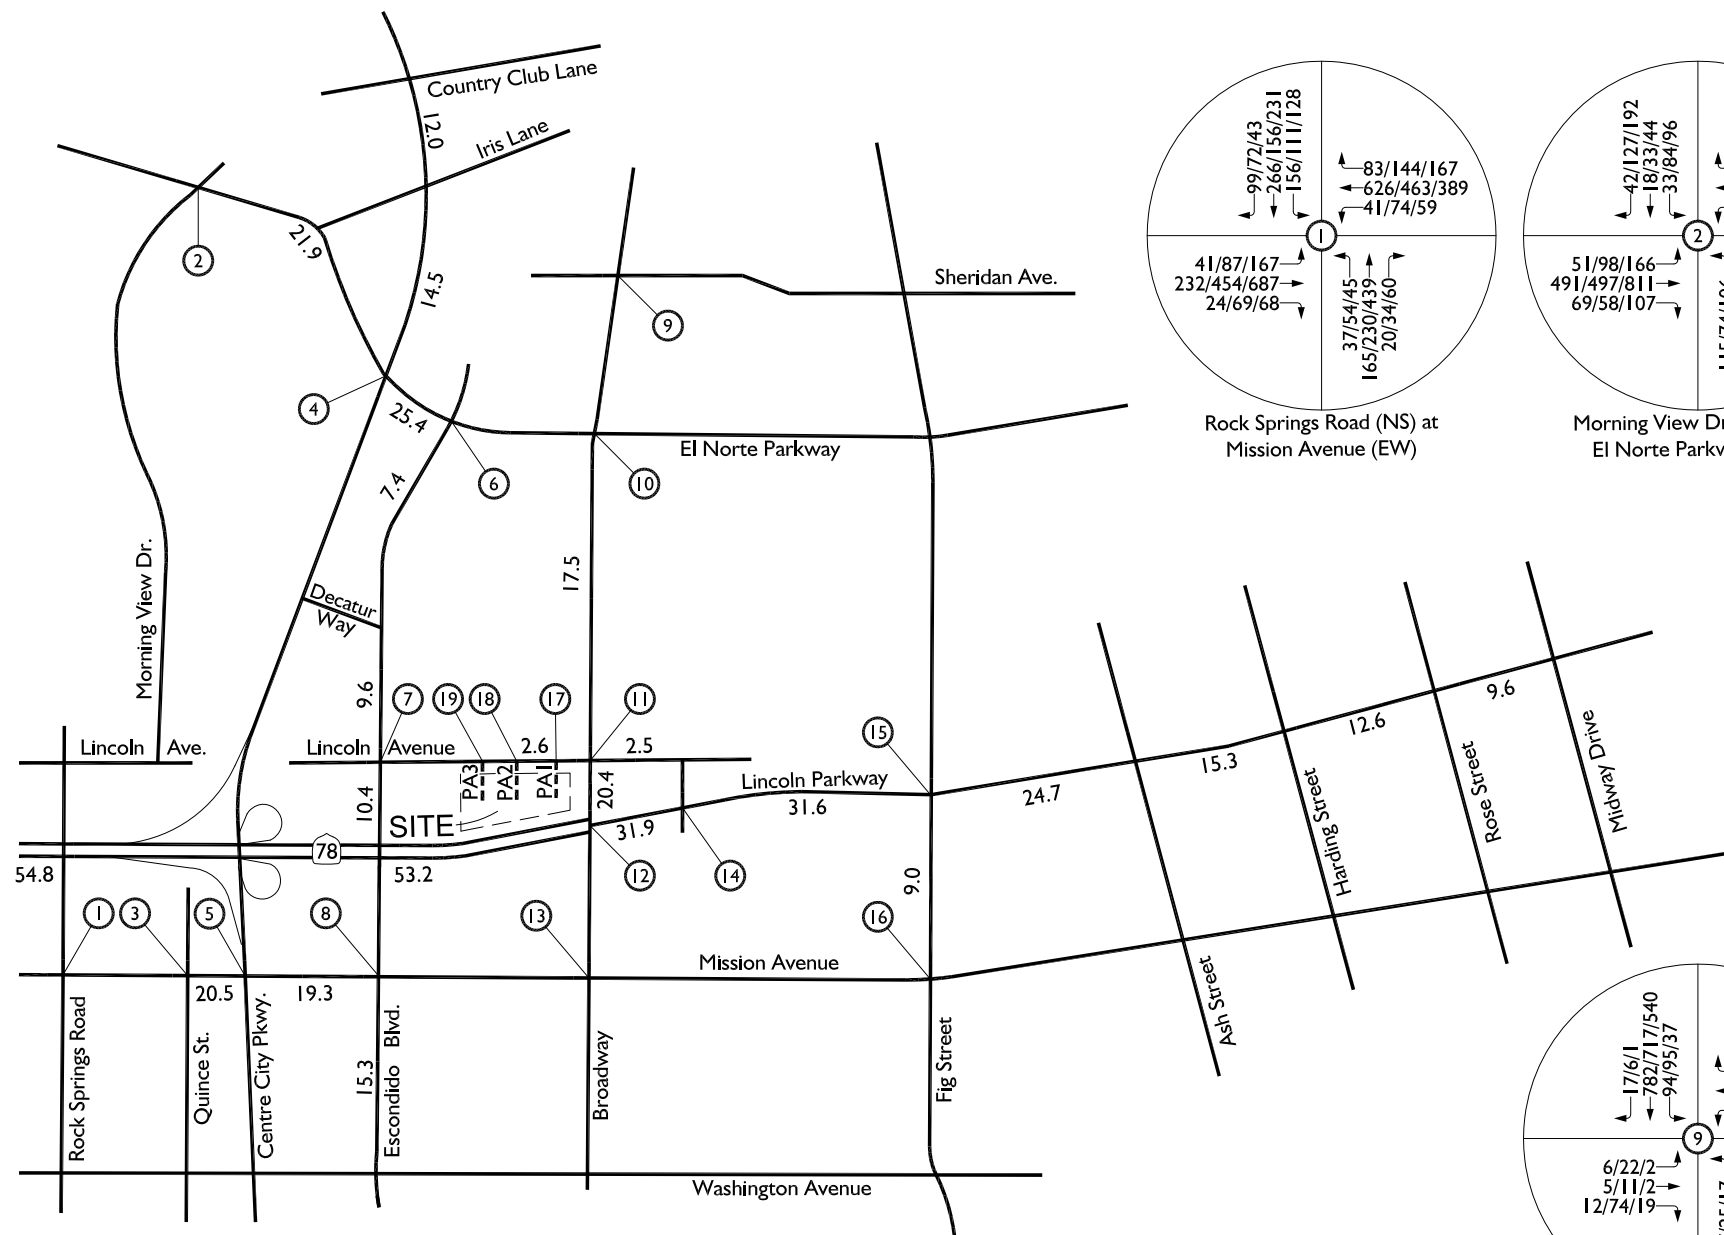 Country Club Lane
12.0
Iris Lane
21.9
2
14.5
Sheridan Ave.
9
4
25.4
El Norte Parkway
7.4
6
10
Morning View Dr.
17.5
Decatur
Way
9.6
7
19
18
17
11
15
Lincoln Ave.
Lincoln Avenue
2.6
2.5
PA3
PA2
PA1
20.4
Lincoln Parkway
10.4
SITE
31.9
31.6
24.7
15.3
12.6
9.6
Harding Street
Rose Street
Midway Drive
78
54.8
53.2
12
14
9.0
1
3
5
8
13
16
Mission Avenue
20.5
19.3
Ash Street
Rock Springs Road
Quince St.
Centre City Pkwy.
15.3
Escondido Blvd.
Broadway
Fig Street
Washington Avenue
99/72/43
266/156/231
156/111/128
83/144/167
626/463/389
41/74/59
1
41/87/167
232/454/687
24/69/68
37/54/45
165/230/439
20/34/60
Rock Springs Road (NS) at
Mission Avenue (EW)
42/127/192
18/33/44
33/84/96
2
51/98/166
491/497/811
69/58/107
Morning View Dr
El Norte Parkw
17/6/1
782/717/540
94/95/37
9
6/22/2
5/11/2
12/74/19